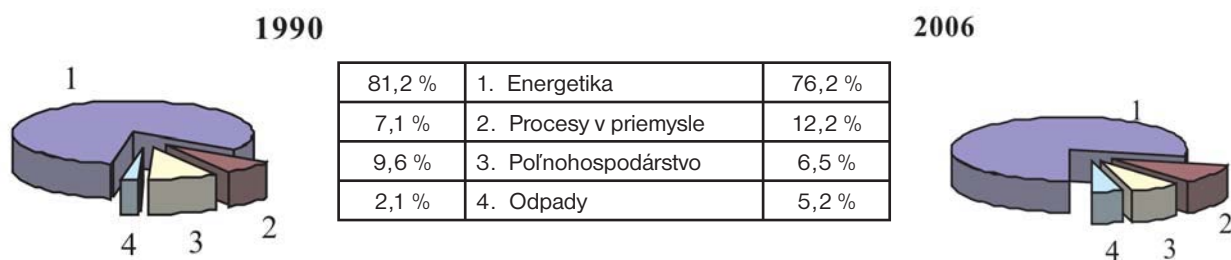 1990
2006
1
4
3
2
81,2 % 1. Energetika 76,2 %
7,1 % 2. Procesy v priemysle 12,2 %
9,6 % 3. Poľnohospodárstvo 6,5 %
2,1 % 4. Odpady 5,2 %
1
4
3
2